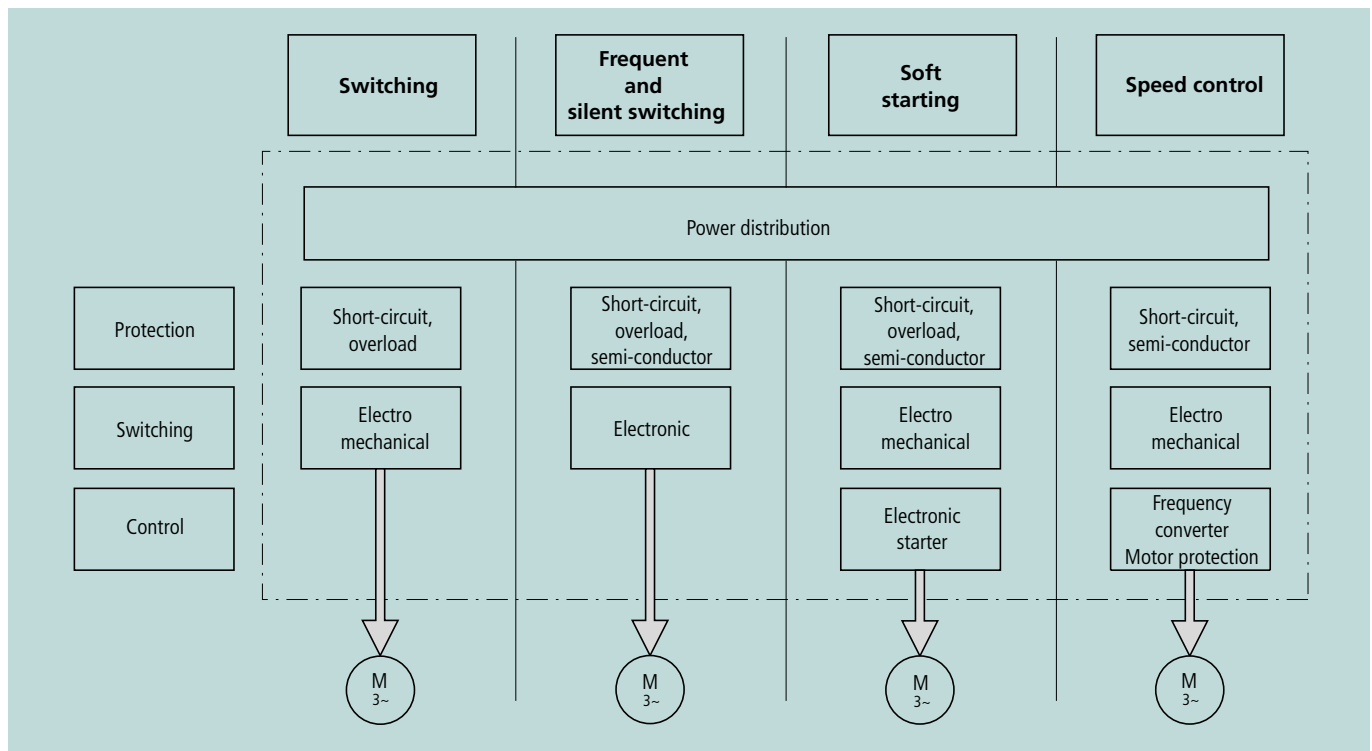 Switching
Frequent
and
silent switching
Soft
starting
Speed control
Power distribution
Protection
Short-circuit,
overload
Short-circuit,
overload,
semi-conductor
Short-circuit,
overload,
semi-conductor
Short-circuit,
semi-conductor
Switching
Electro
mechanical
Electronic
Electro
mechanical
Electro
mechanical
Control
Electronic
starter
Frequency
converter
Motor protection
M
3~
M
3~
M
3~
M
3~